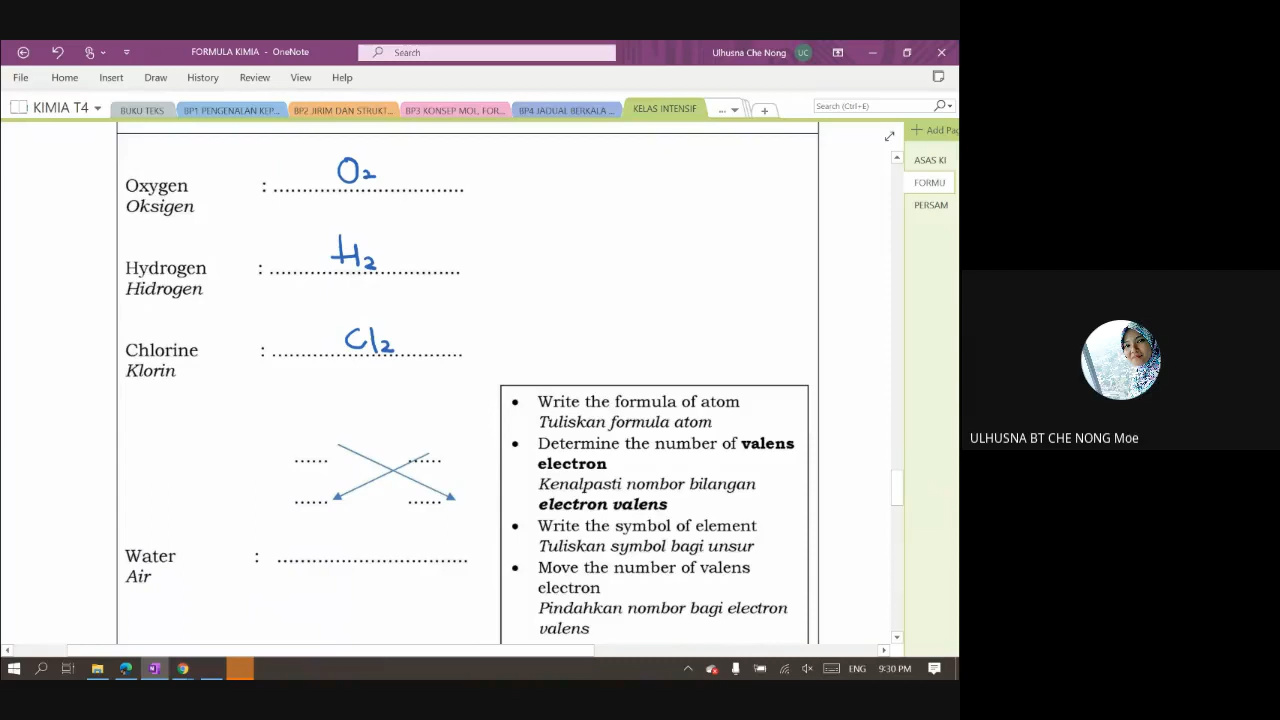 FORMULA KIMIA - OneNote
Search
Ulhusna Che Nong
UC
File Home Insert Draw History Review View Help
KIMIA T4
BUKU TEKS
BP1 PENGENALAN KEP...
BP2 JIRIM DAN STRUKT...
BP3 KONSEP MOL, FOR...
BP4 JADUAL BERKALA ...
KELAS INTENSIF
...
Search (Ctrl+E)
+ Add Pag
ASAS KI
FORMU
PERSAM
Oxygen : .................................. O₂
Oksigen
Hydrogen : .................................. H₂
Hidrogen
Chlorine : .................................. Cl₂
Klorin
...... ......
...... ......
Water : ..................................
Air
• Write the formula of atom
Tuliskan formula atom
• Determine the number of valens
electron
Kenalpasti nombor bilangan
electron valens
• Write the symbol of element
Tuliskan symbol bagi unsur
• Move the number of valens
electron
Pindahkan nombor bagi electron
valens
ULHUSNA BT CHE NONG Moe
ENG
9:30 PM